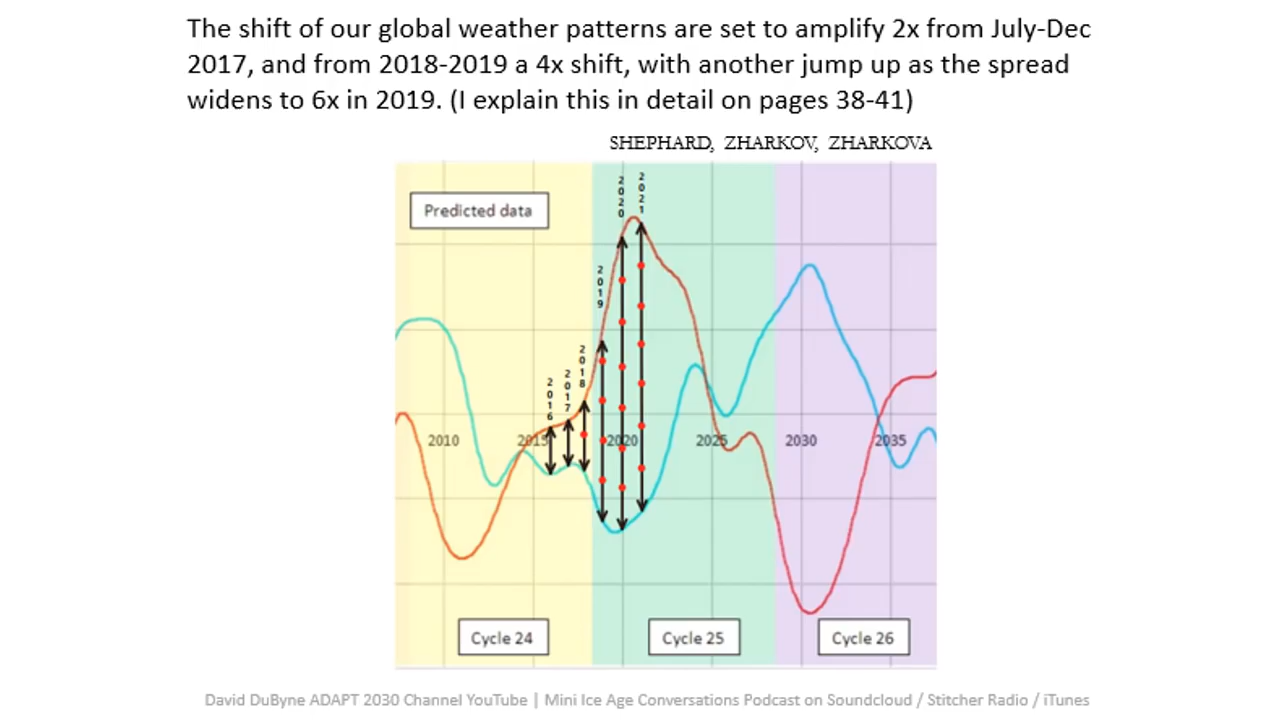 The shift of our global weather patterns are set to amplify 2x from July-Dec
2017, and from 2018-2019 a 4x shift, with another jump up as the spread
widens to 6x in 2019. (I explain this in detail on pages 38-41)
SHEPHARD, ZHARKOV, ZHARKOVA
Predicted data
2020
2021
2019
2018
2017
2016
2010 2015 2020 2025 2030 2035
Cycle 24 Cycle 25 Cycle 26
David DuByne ADAPT 2030 Channel YouTube | Mini Ice Age Conversations Podcast on Soundcloud / Stitcher Radio / iTunes